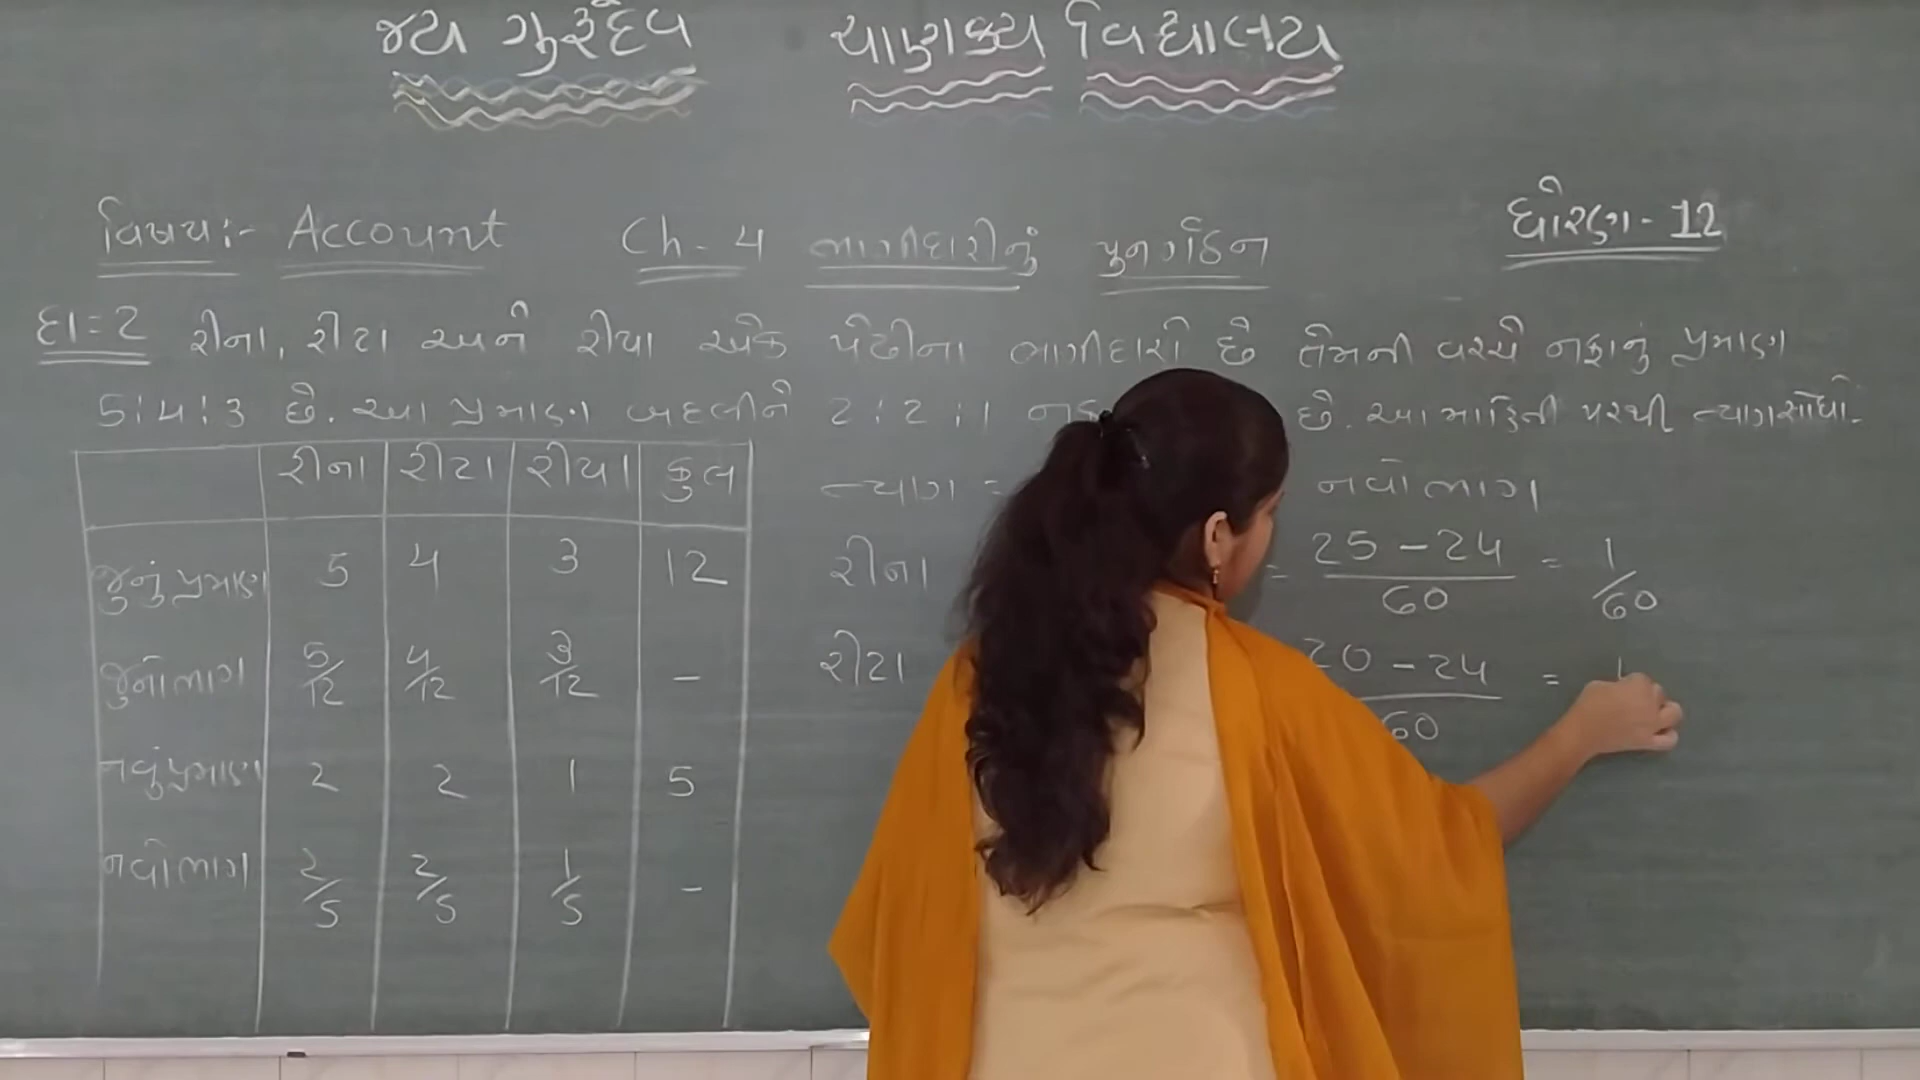 જય ગુરુદેવ ચાણક્ય વિદ્યાલય
વિષય:- Account Ch - 4 ભાગીદારીનું પુનર્ગઠન ધોરણ - 12
દા = 2 રીના, રીટા અને રીયા એક પેઢીના ભાગીદારો છે તેમની વચ્ચે નફાનું પ્રમાણ
5:4:3 છે. આ પ્રમાણ બદલીને 2:2:1 છે. આ માહિતી પરથી ત્યાગ શોધો.
રીના રીટા રીયા કુલ
જુનું પ્રમાણ 5 4 3 12
જુનો ભાગ 5/12 4/12 3/12 -
નવું પ્રમાણ 2 2 1 5
નવો ભાગ 2/5 2/5 1/5 -
ત્યાગ = નવો ભાગ
રીના = 25 - 24 / 60 = 1/60
રીટા 20 - 24 / 60 =